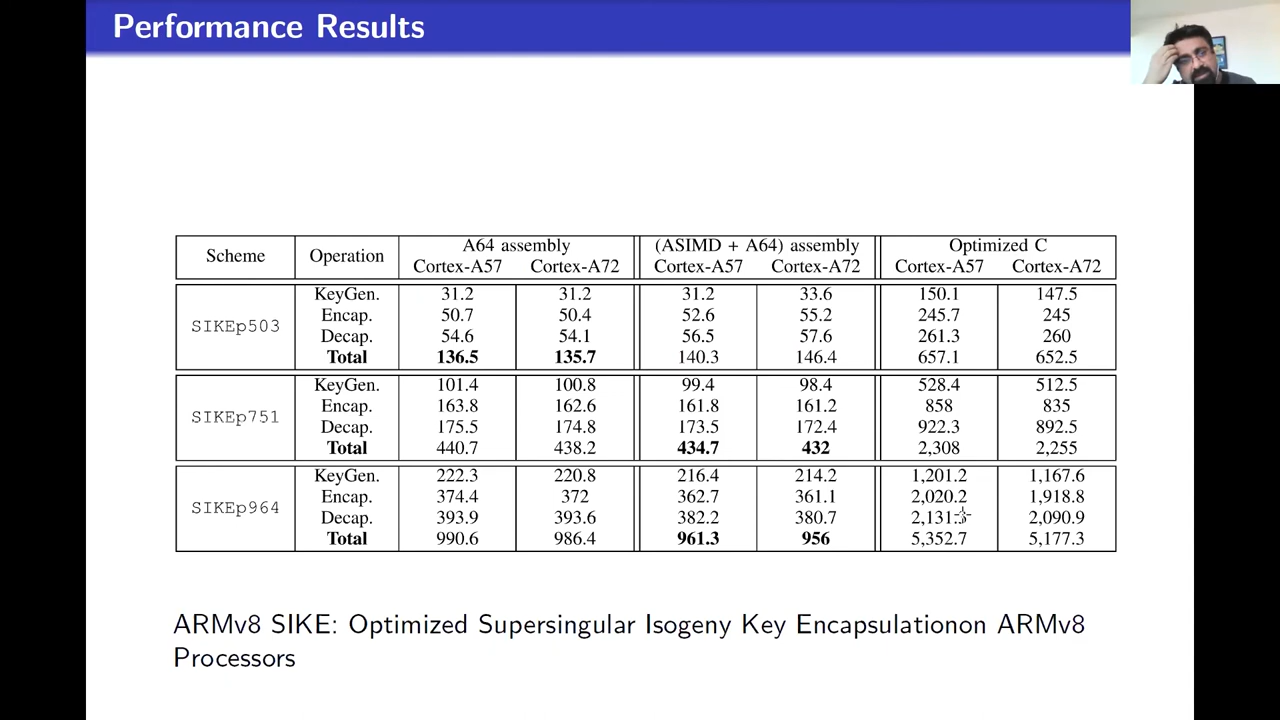 Performance Results
Scheme Operation A64 assembly (ASIMD + A64) assembly Optimized C
Cortex-A57 Cortex-A72 Cortex-A57 Cortex-A72 Cortex-A57 Cortex-A72
SIKEp503
KeyGen. 31.2 31.2 31.2 33.6 150.1 147.5
Encap. 50.7 50.4 52.6 55.2 245.7 245
Decap. 54.6 54.1 56.5 57.6 261.3 260
Total 136.5 135.7 140.3 146.4 657.1 652.5
SIKEp751
KeyGen. 101.4 100.8 99.4 98.4 528.4 512.5
Encap. 163.8 162.6 161.8 161.2 858 835
Decap. 175.5 174.8 173.5 172.4 922.3 892.5
Total 440.7 438.2 434.7 432 2,308 2,255
SIKEp964
KeyGen. 222.3 220.8 216.4 214.2 1,201.2 1,167.6
Encap. 374.4 372 362.7 361.1 2,020.2 1,918.8
Decap. 393.9 393.6 382.2 380.7 2,090.9
Total 990.6 986.4 961.3 956 5,352.7 5,177.3
ARMv8 SIKE: Optimized Supersingular Isogeny Key Encapsulationon ARMv8
Processors